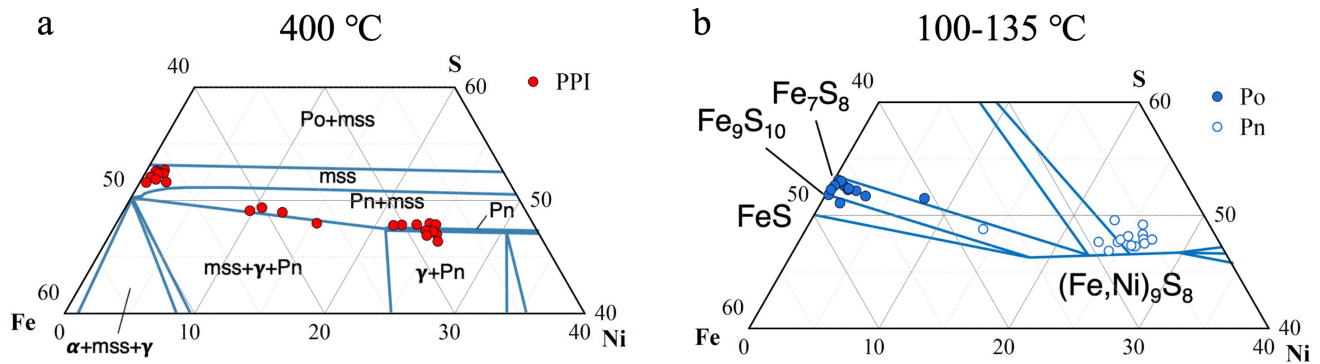 a
400 °C
40
S
60
PPI
Po+mss
50
mss
Pn+mss
50
Pn
mss+γ+Pn
γ+Pn
60
40
Fe
0
10
20
30
40
Ni
α+mss+γ
b
100-135 °C
Fe₇S₈
40
S
60
Po
Fe₉S₁₀
Pn
50
50
FeS
(Fe,Ni)₉S₈
60
40
Fe
0
10
20
30
40
Ni